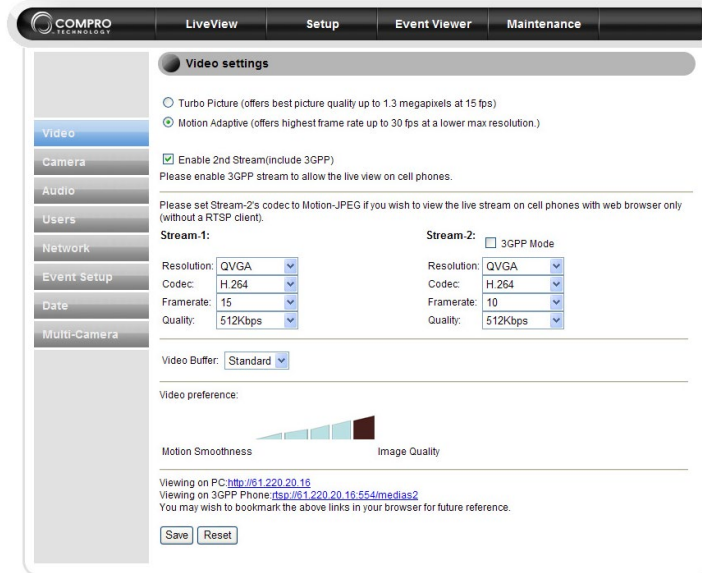 COMPRO
TECHNOLOGY
LiveView Setup Event Viewer Maintenance
Video settings
Turbo Picture (offers best picture quality up to 1.3 megapixels at 15 fps)
Motion Adaptive (offers highest frame rate up to 30 fps at a lower max resolution.)
Video
Camera
Audio
Users
Network
Event Setup
Date
Multi-Camera
Enable 2nd Stream(include 3GPP)
Please enable 3GPP stream to allow the live view on cell phones.
Please set Stream-2's codec to Motion-JPEG if you wish to view the live stream on cell phones with web browser only
(without a RTSP client).
Stream-1: Stream-2: 3GPP Mode
Resolution: QVGA Resolution: QVGA
Codec: H.264 Codec: H.264
Framerate: 15 Framerate: 10
Quality: 512Kbps Quality: 512Kbps
Video Buffer: Standard
Video preference:
Motion Smoothness Image Quality
Viewing on PC:http://61.220.20.16
Viewing on 3GPP Phone:rtsp://61.220.20.16:554/medias2
You may wish to bookmark the above links in your browser for future reference.
Save Reset